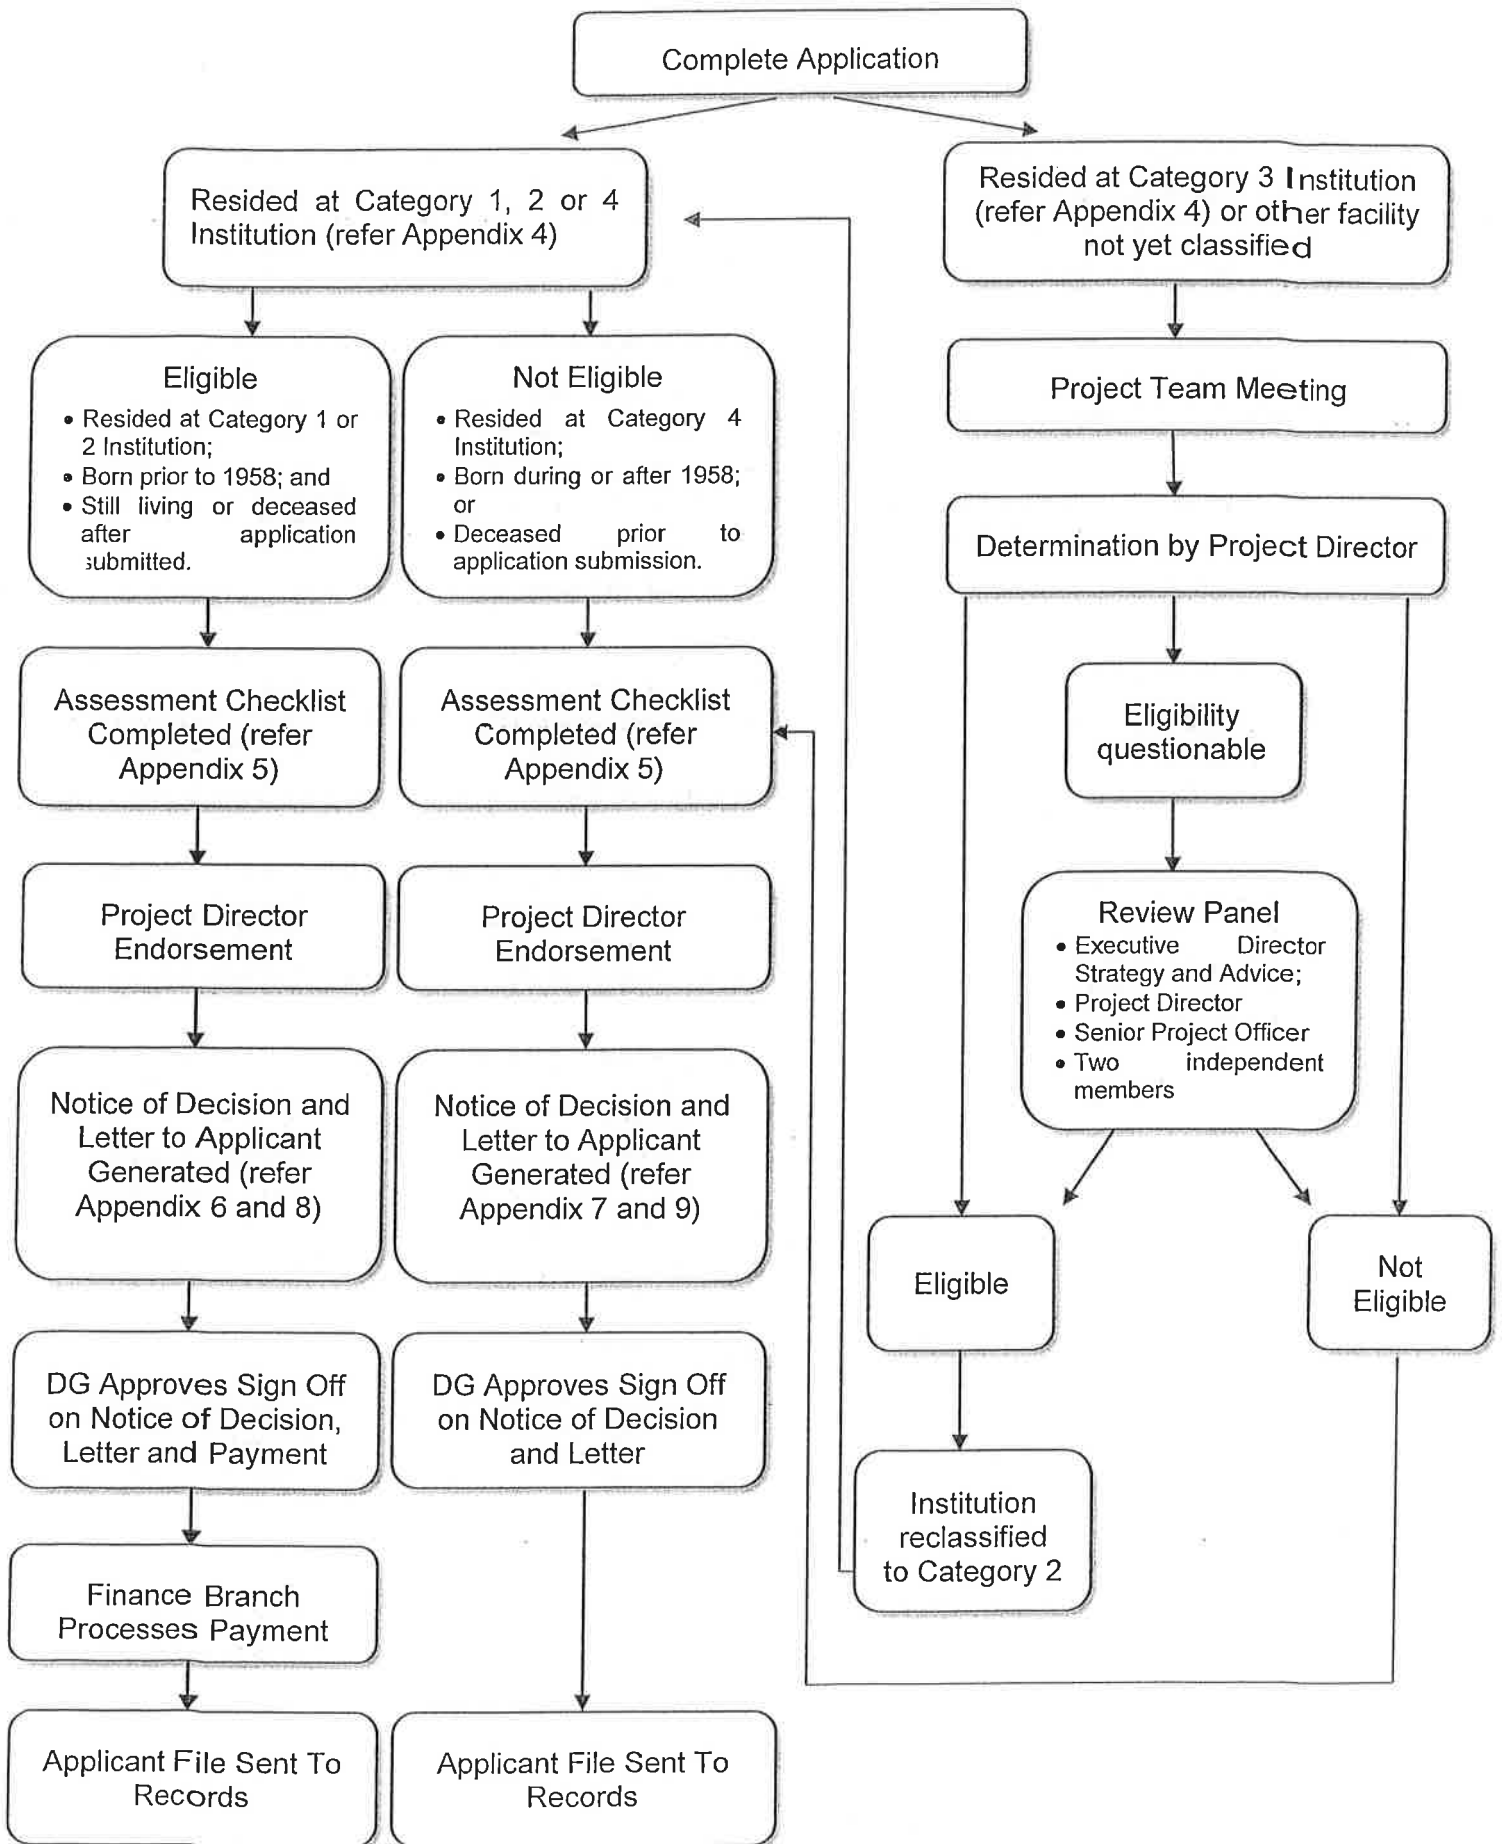 Complete Application
Resided at Category 1, 2 or 4
Institution (refer Appendix 4)
Resided at Category 3 Institution
(refer Appendix 4) or other facility
not yet classified
Eligible
• Resided at Category 1 or
2 Institution;
• Born prior to 1958; and
• Still living or deceased
after application
submitted.
Not Eligible
• Resided at Category 4
Institution;
• Born during or after 1958;
or
• Deceased prior to
application submission.
Project Team Meeting
Determination by Project Director
Assessment Checklist
Completed (refer
Appendix 5)
Assessment Checklist
Completed (refer
Appendix 5)
Eligibility
questionable
Project Director
Endorsement
Project Director
Endorsement
Review Panel
• Executive Director
Strategy and Advice;
• Project Director
• Senior Project Officer
• Two independent
members
Notice of Decision and
Letter to Applicant
Generated (refer
Appendix 6 and 8)
Notice of Decision and
Letter to Applicant
Generated (refer
Appendix 7 and 9)
Eligible
Not
Eligible
DG Approves Sign Off
on Notice of Decision,
Letter and Payment
DG Approves Sign Off
on Notice of Decision
and Letter
Institution
reclassified
to Category 2
Finance Branch
Processes Payment
Applicant File Sent To
Records
Applicant File Sent To
Records